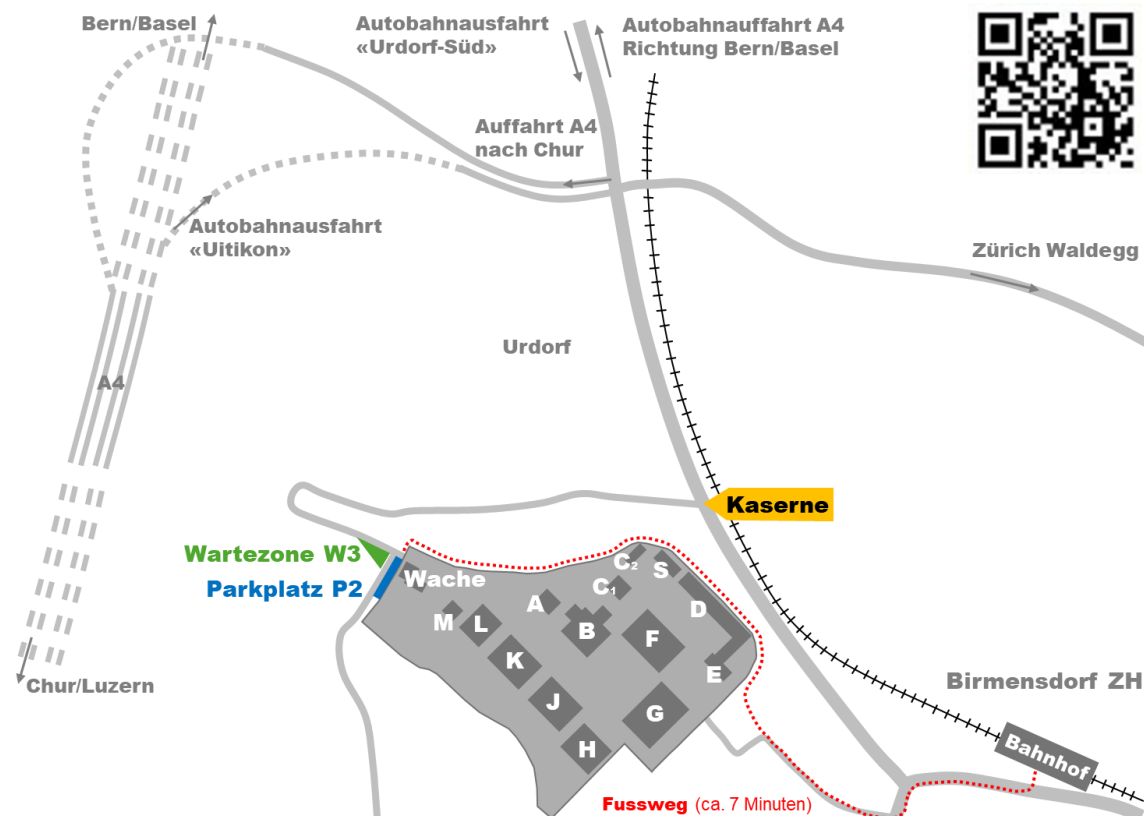 Bern/Basel
Autobahnausfahrt
«Urdorf-Süd»
Autobahnauffahrt A4
Richtung Bern/Basel
Auffahrt A4
nach Chur
Autobahnausfahrt
«Uitikon»
Zürich Waldegg
Urdorf
A4
Kaserne
Wartezone W3
Parkplatz P2
Wache
C2
S
C1
A
D
M
L
B
F
K
E
Chur/Luzern
Birmensdorf ZH
J
G
H
Bahnhof
Fussweg (ca. 7 Minuten)